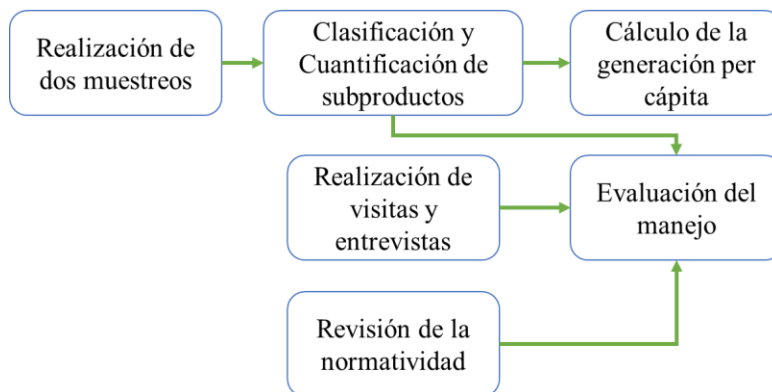 Realización de
dos muestreos
Clasificación y
Cuantificación de
subproductos
Cálculo de la
generación per
cápita
Realización de
visitas y
entrevistas
Evaluación del
manejo
Revisión de la
normatividad